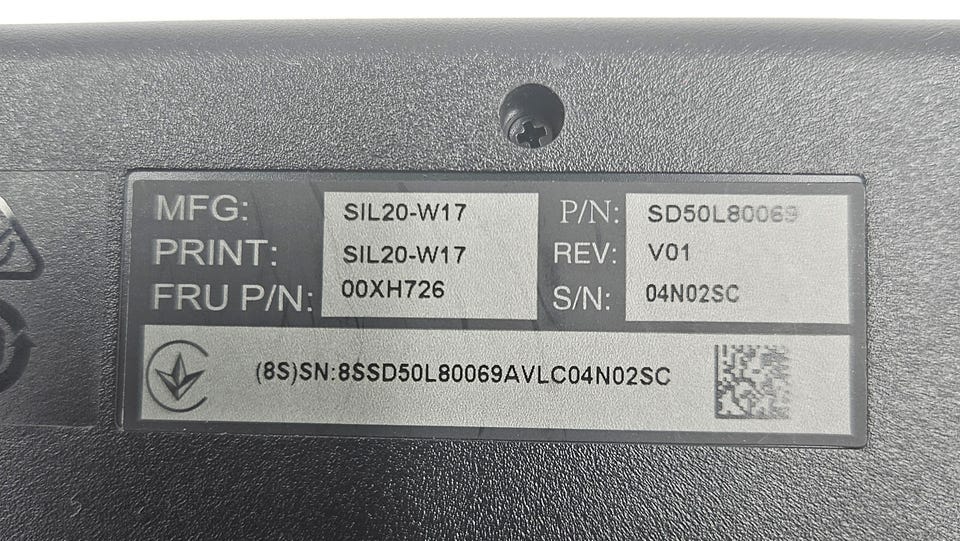 MFG: SIL20-W17 P/N: SD50L80069
PRINT: SIL20-W17 REV: V01
FRU P/N: 00XH726 S/N: 04N02SC
(8S)SN:8SSD50L80069AVLC04N02SC